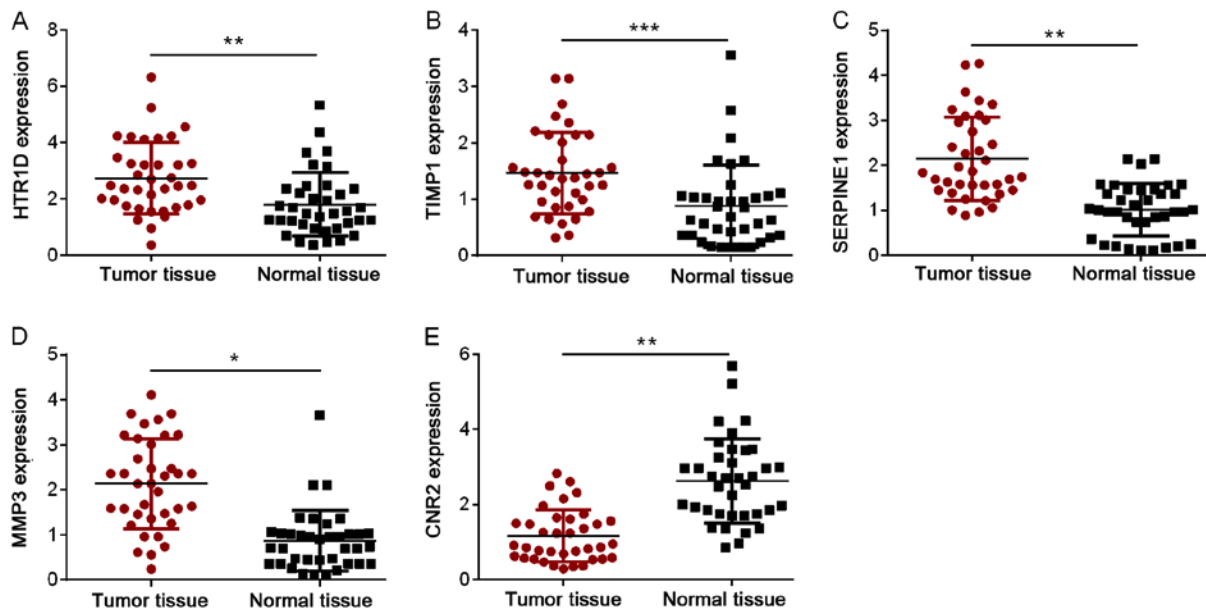 A
HTR1D expression
8
6
4
2
0
**
Tumor tissue Normal tissue
B
TIMP1 expression
4
3
2
1
0
***
Tumor tissue Normal tissue
C
SERPINE1 expression
5
4
3
2
1
0
**
Tumor tissue Normal tissue
D
MMP3 expression
5
4
3
2
1
0
*
Tumor tissue Normal tissue
E
CNR2 expression
6
4
2
0
**
Tumor tissue Normal tissue